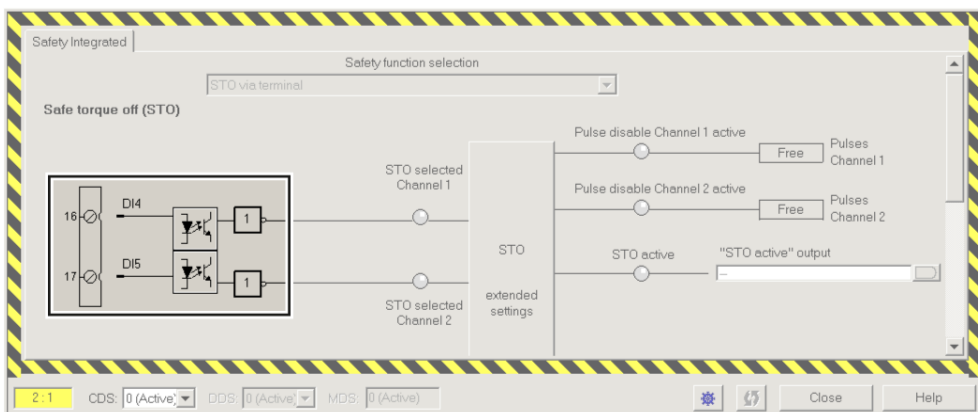 Safety Integrated
Safety function selection
STO via terminal
Safe torque off (STO)
Pulse disable Channel 1 active
Free
Pulses
Channel 1
STO selected
Channel 1
Pulse disable Channel 2 active
Free
Pulses
Channel 2
16
DI4
1
STO
STO active
"STO active" output
--
17
DI5
1
STO selected
Channel 2
extended
settings
2 : 1
CDS:
0 (Active)
DDS:
0 (Active)
MDS:
0 (Active)
Close
Help